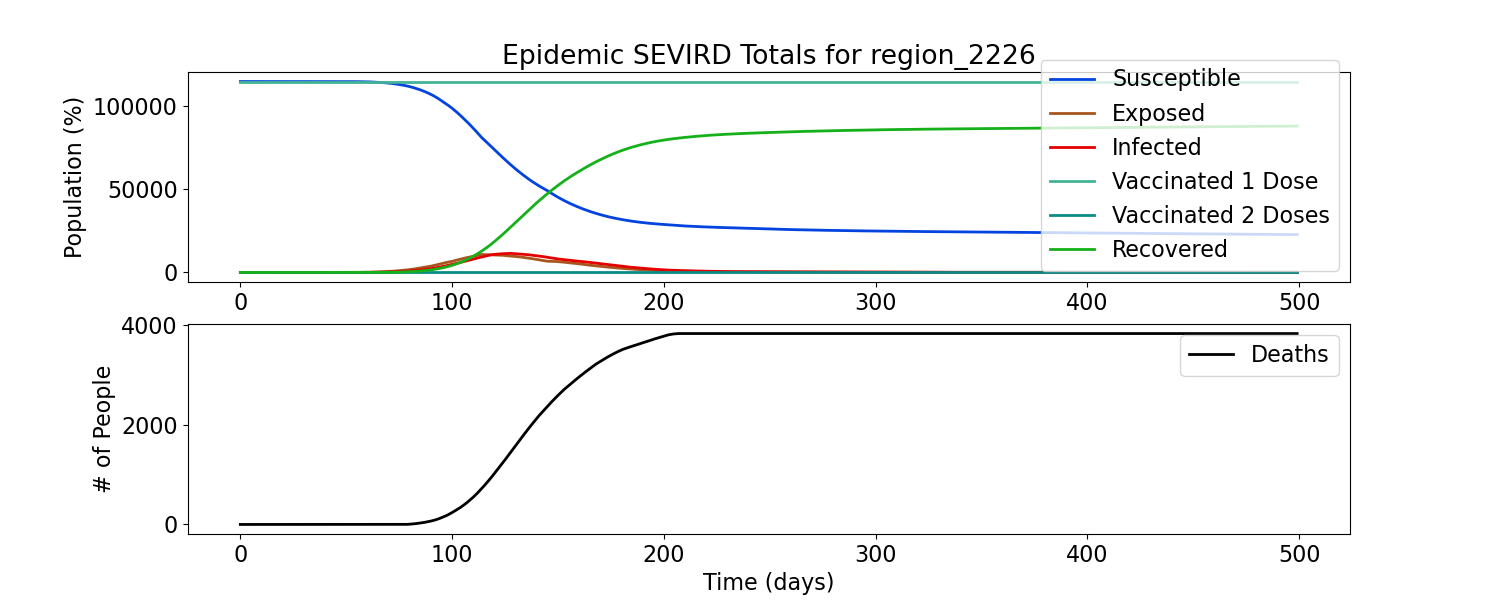 Epidemic SEVIRD Totals for region_2226
Population (%)
100000
50000
0
Susceptible
Exposed
Infected
Vaccinated 1 Dose
Vaccinated 2 Doses
Recovered
0 100 200 300 400 500
# of People
4000
2000
0
Deaths
0 100 200 300 400 500
Time (days)